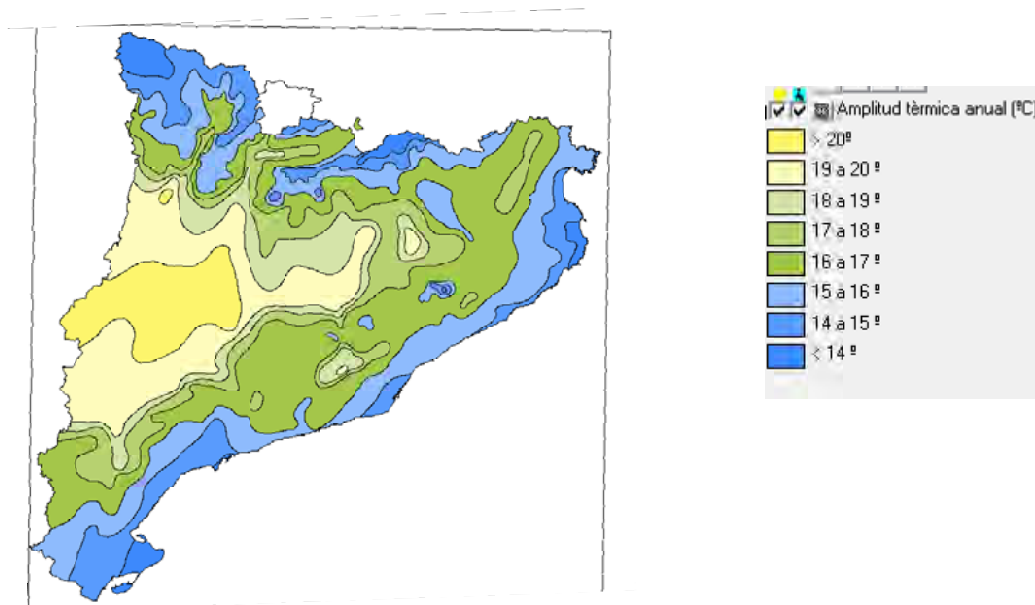 Amplitud tèrmica anual (ºC)
> 20º
19 a 20 º
18 a 19 º
17 a 18 º
16 a 17 º
15 a 16 º
14 a 15 º
< 14 º